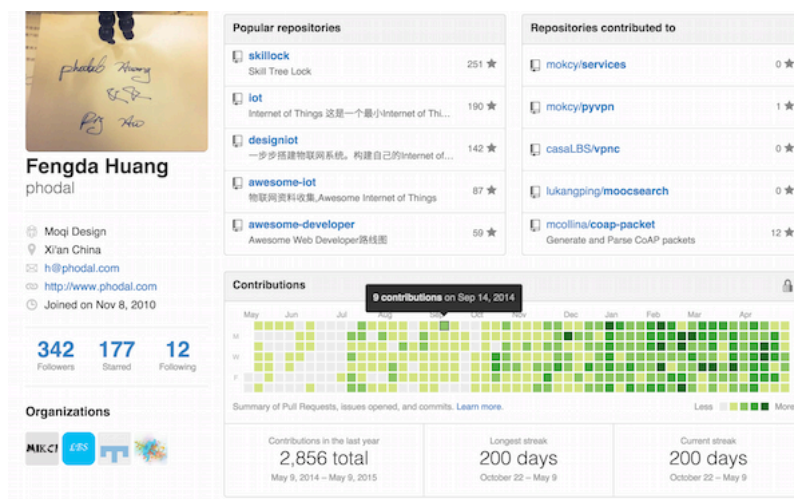 phodal Huang
Fengda Huang
phodal
Moqi Design
Xi'an China
h@phodal.com
http://www.phodal.com
Joined on Nov 8, 2010
342 177 12
Followers Starred Following
Organizations
MIKCI LBS
Popular repositories
skillock 251 ★
Skill Tree Lock
iot 190 ★
Internet of Things 这是一个最小Internet of Thi...
designiot 142 ★
一步步搭建物联网系统。构建自己的Internet of...
awesome-iot 87 ★
物联网资料收集,Awesome Internet of Things
awesome-developer 59 ★
Awesome Web Developer路线图
Repositories contributed to
mokcy/services 0 ★
mokcy/pyvpn 1 ★
casaLBS/vpnc 0 ★
lukangping/moocsearch 0 ★
mcollina/coap-packet 12 ★
Generate and Parse CoAP packets
Contributions
9 contributions on Sep 14, 2014
May Jun Jul Aug Sep Oct Nov Dec Jan Feb Mar Apr
M
W
F
Summary of Pull Requests, issues opened, and commits. Learn more. Less More
Contributions in the last year Longest streak Current streak
2,856 total 200 days 200 days
May 9, 2014 – May 9, 2015 October 22 – May 9 October 22 – May 9